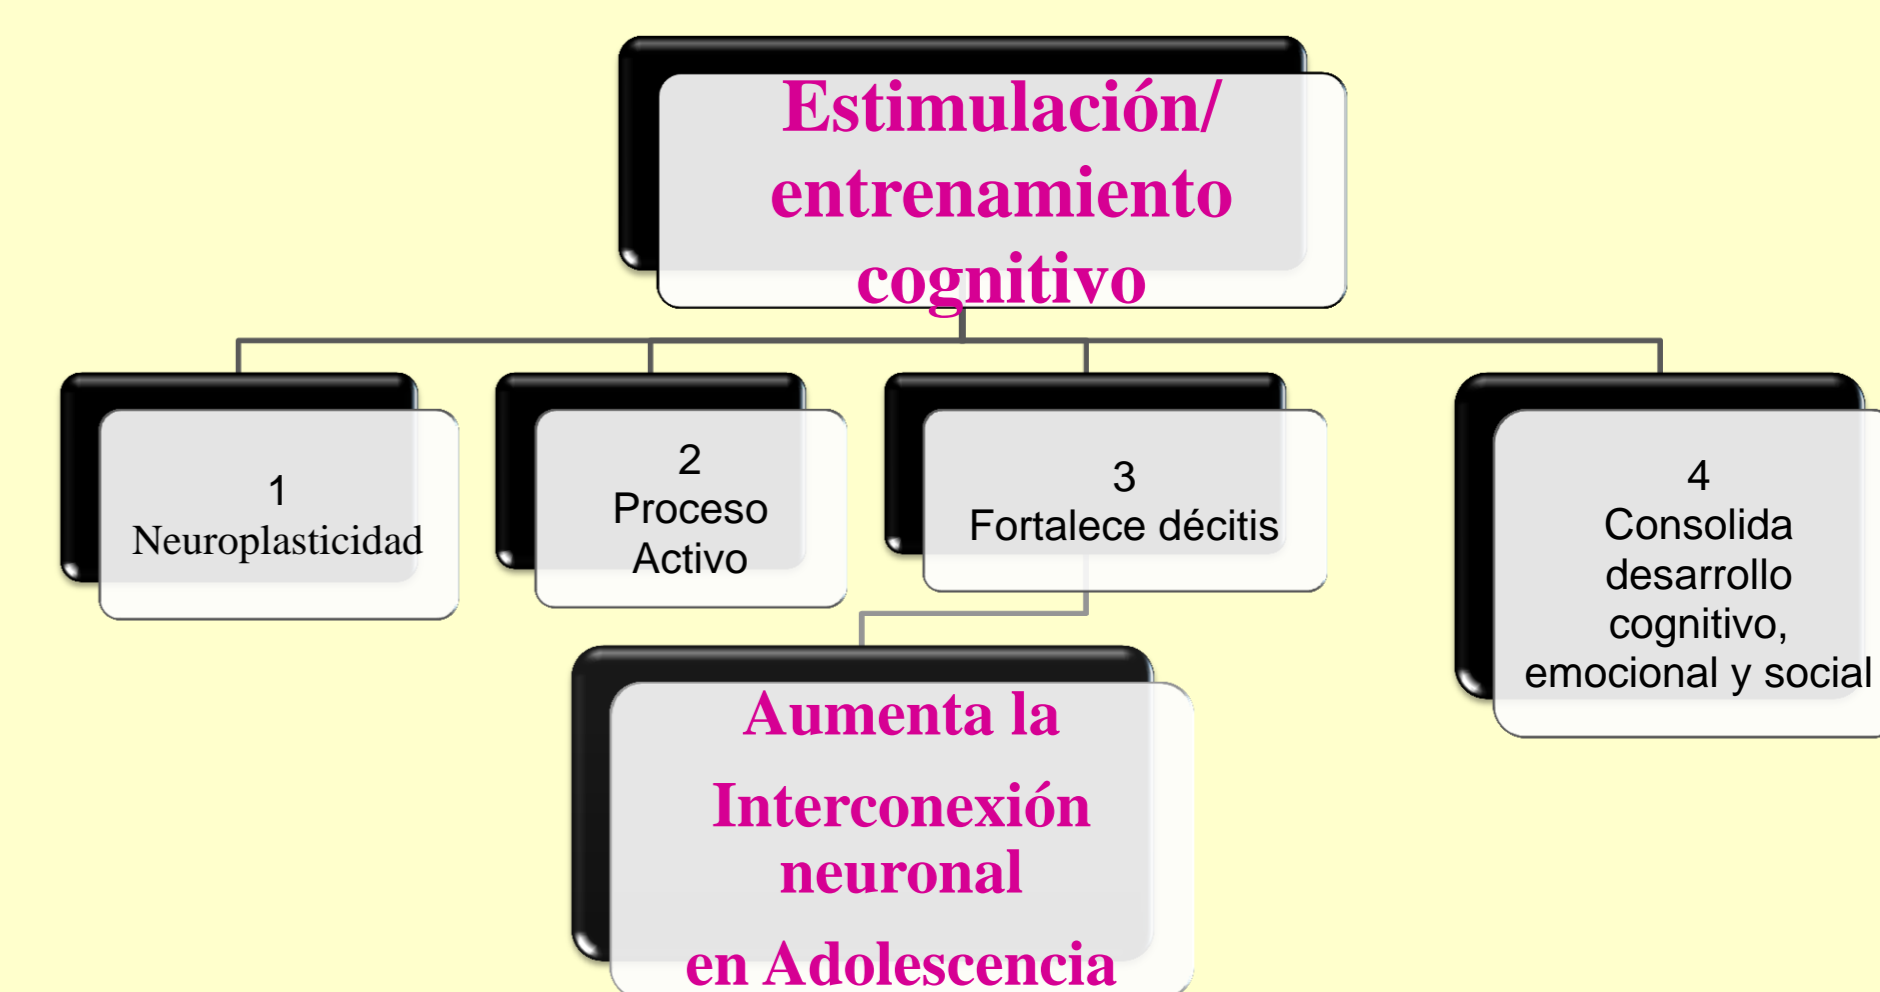 Estimulación/
entrenamiento
cognitivo
1
Neuroplasticidad
2
Proceso
Activo
3
Fortalece décitis
4
Consolida
desarrollo
cognitivo,
emocional y social
Aumenta la
Interconexión
neuronal
en Adolescencia